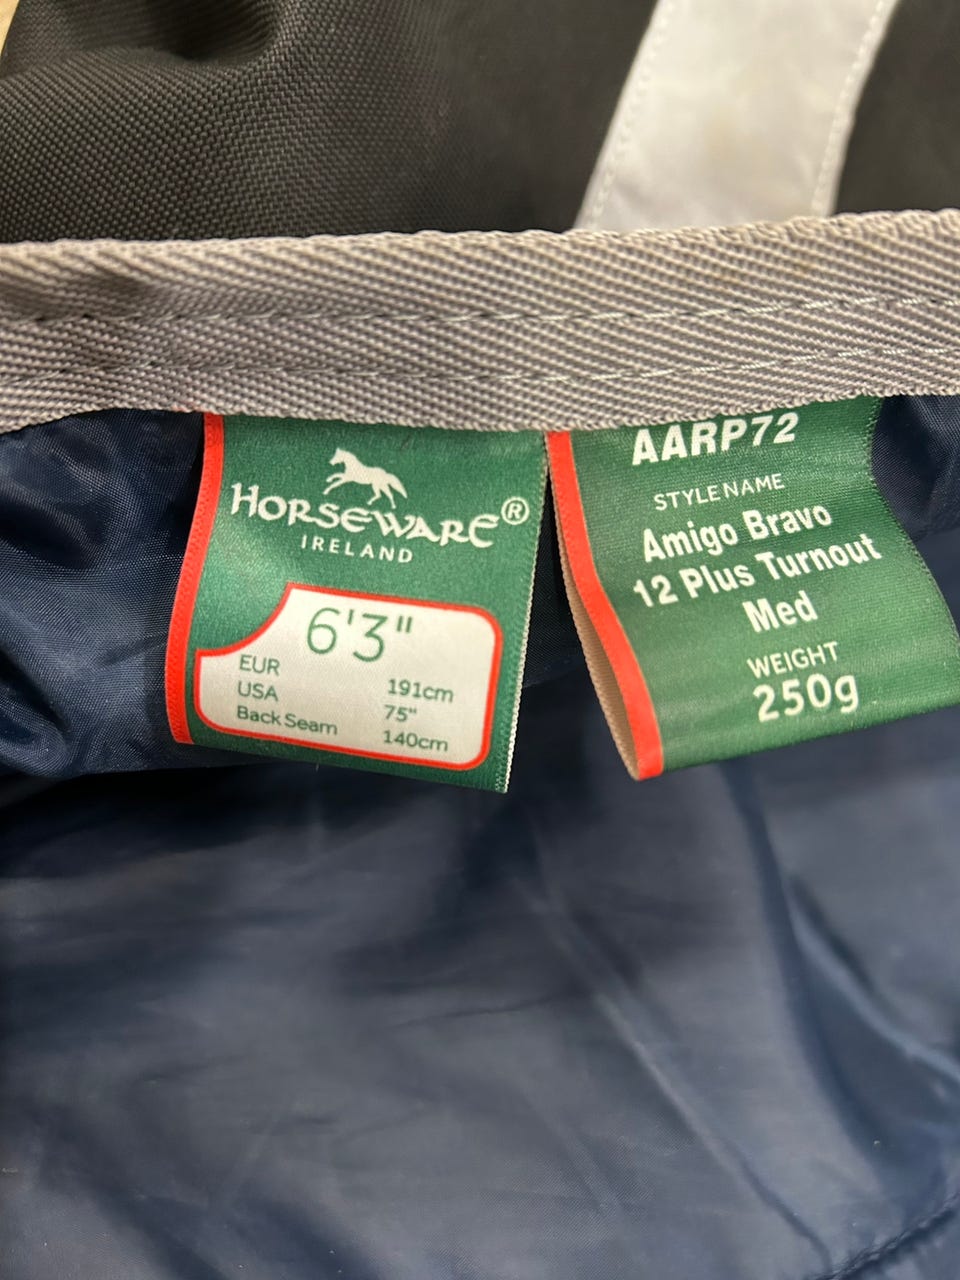 HORSEWARE®
IRELAND
6'3"
EUR 191cm
USA 75"
Back Seam 140cm
AARP72
STYLE NAME
Amigo Bravo
12 Plus Turnout
Med
WEIGHT
250g